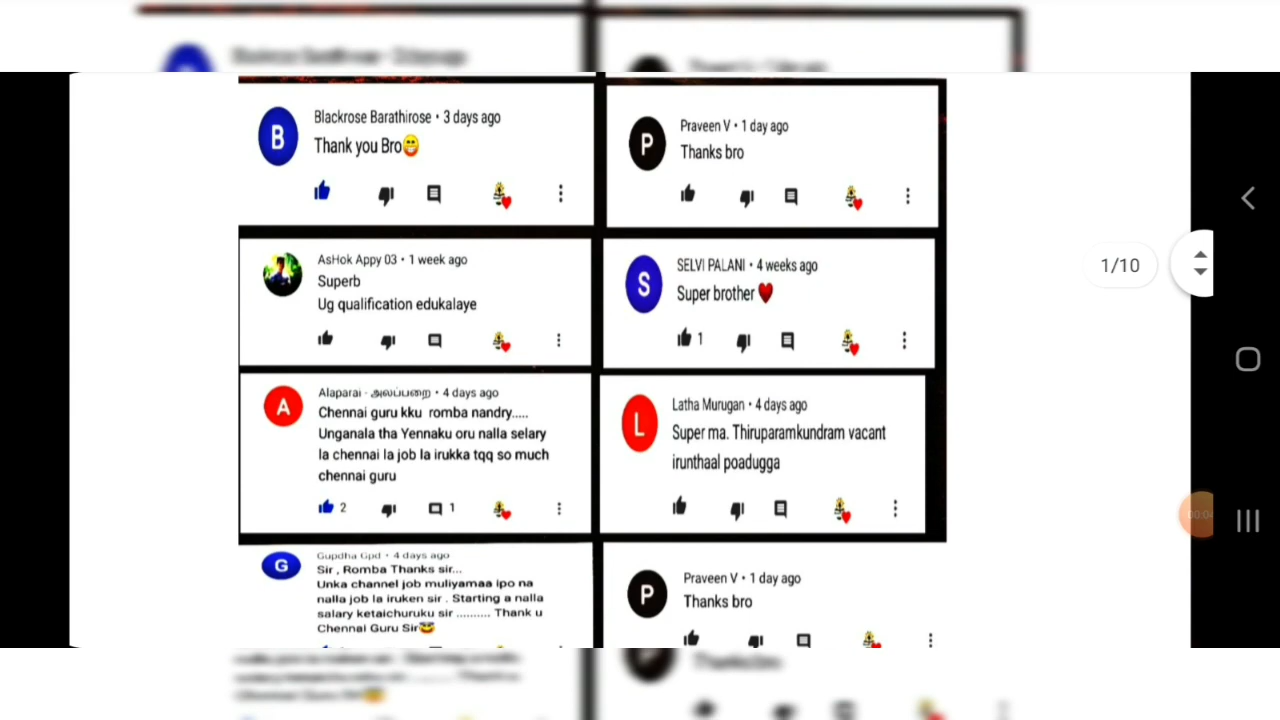 Blackrose Barathirose • 3 days ago
Thank you Bro😁
Praveen V • 1 day ago
Thanks bro
AsHok Appy 03 • 1 week ago
Superb
Ug qualification edukalaye
SELVI PALANI • 4 weeks ago
Super brother♥
1
Alaparai - அலப்பறை • 4 days ago
Chennai guru kku romba nandry.....
Unganala tha Yennaku oru nalla selary
la chennai la job la irukka tqq so much
chennai guru
2 1
Latha Murugan • 4 days ago
Super ma. Thiruparamkundram vacant
irunthaal poadugga
Gupdha Gpd • 4 days ago
Sir , Romba Thanks sir...
Unka channel job muliyamaa ipo na
nalla job la iruken sir . Starting a nalla
salary ketaichuruku sir .......... Thank u
Chennai Guru Sir😎
Praveen V • 1 day ago
Thanks bro
1/10
00:04
B
P
S
A
L
G
P